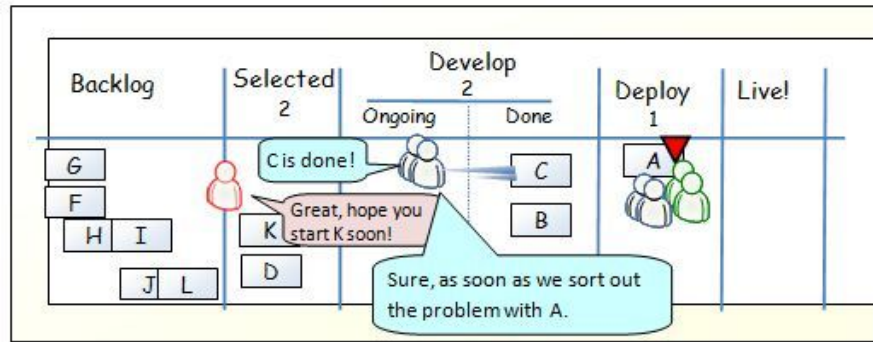 Backlog
Selected
2
Develop
2
Ongoing
Done
Deploy
1
Live!
G
F
H I
J L
C is done!
Great, hope you
start K soon!
K
D
C
B
A
Sure, as soon as we sort out
the problem with A.